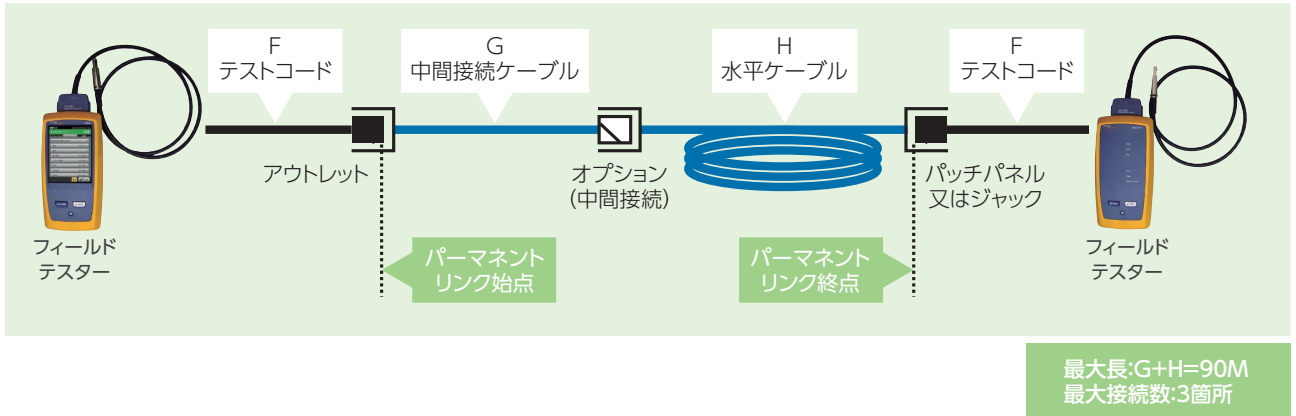 F
テストコード
G
中間接続ケーブル
H
水平ケーブル
F
テストコード
アウトレット
オプション
(中間接続)
パッチパネル
又はジャック
フィールド
テスター
パーマネント
リンク始点
パーマネント
リンク終点
フィールド
テスター
最大長:G+H=90M
最大接続数:3箇所